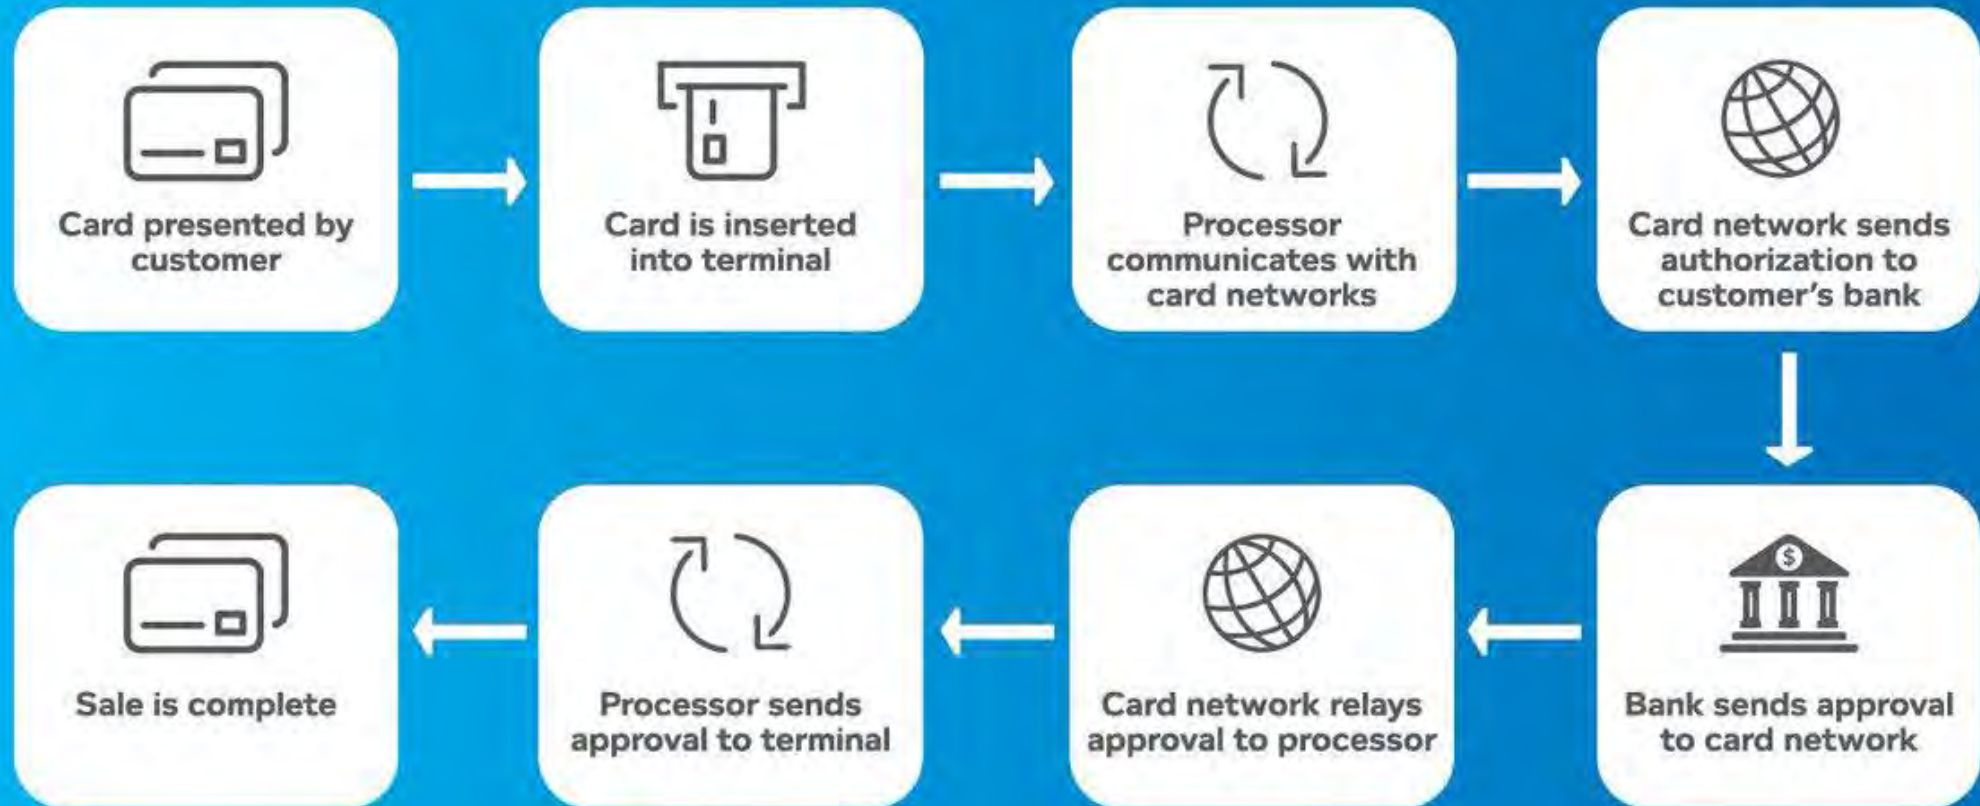 Card presented by
customer
Card is inserted
into terminal
Processor
communicates with
card networks
Card network sends
authorization to
customer's bank
$
Bank sends approval
to card network
Card network relays
approval to processor
Processor sends
approval to terminal
Sale is complete